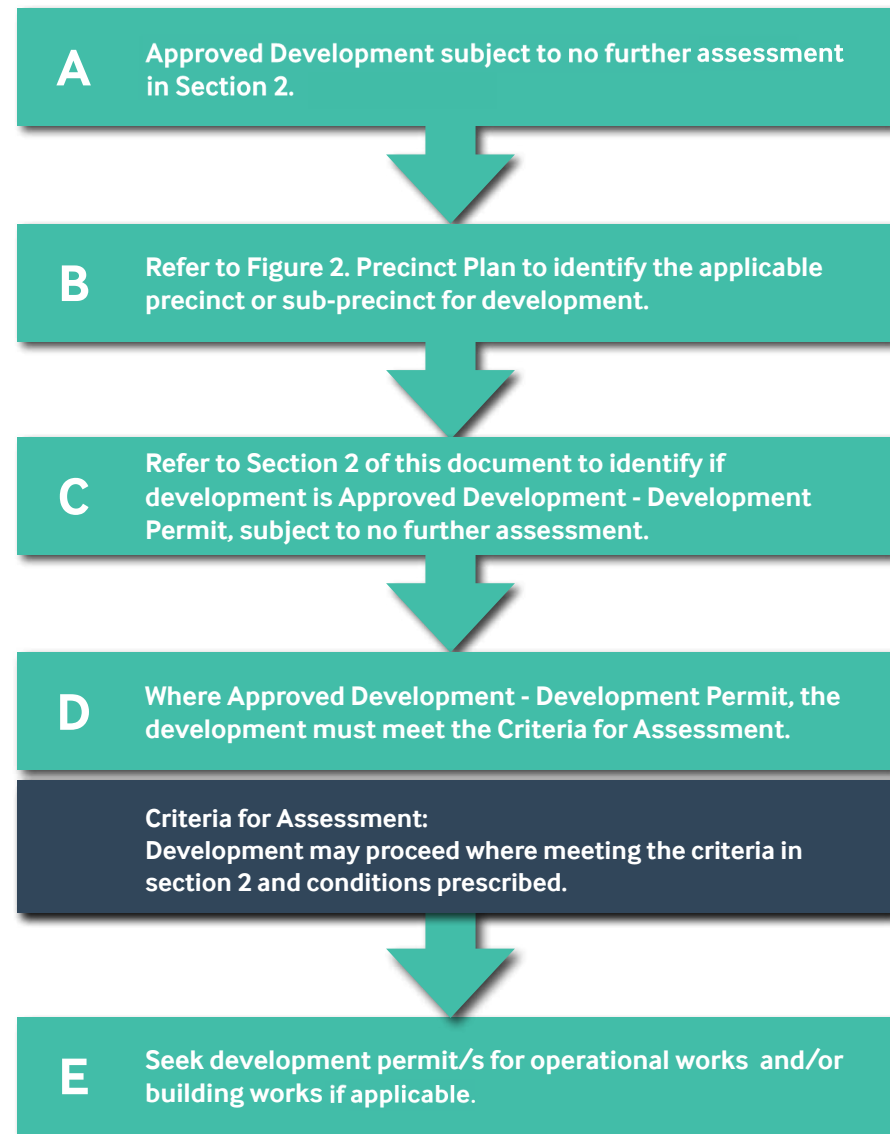 A
Approved Development subject to no further assessment
in Section 2.
B
Refer to Figure 2. Precinct Plan to identify the applicable
precinct or sub-precinct for development.
C
Refer to Section 2 of this document to identify if
development is Approved Development - Development
Permit, subject to no further assessment.
D
Where Approved Development - Development Permit, the
development must meet the Criteria for Assessment.
Criteria for Assessment:
Development may proceed where meeting the criteria in
section 2 and conditions prescribed.
E
Seek development permit/s for operational works and/or
building works if applicable.